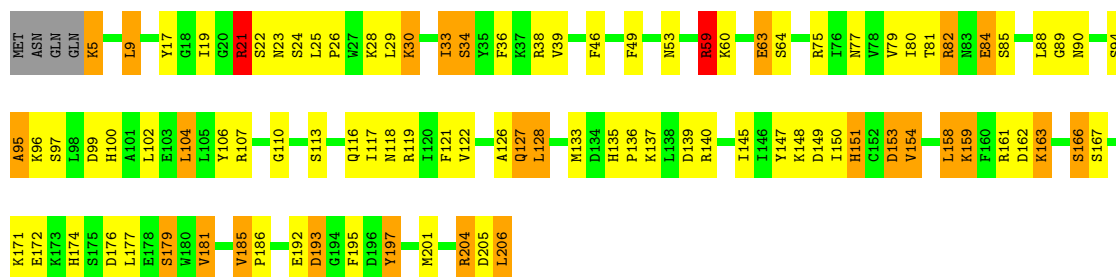 MET ASN GLN GLN K5 L9 Y17 I19 G18 G20 R21 S22 N23 S24 L25 P26 W27 K28 L29 K30 I33 S34 Y35 F36 K37 R38 V39 F46 F49 N53 R59 K60 E63 S64 R75 I76 N77 V78 V79 I80 T81 R82 N83 E84 S85 L88 G89 N90 S94
A95 K96 S97 L98 D99 H100 A101 L102 E103 L104 L105 Y106 R107 G110 S113 Q116 I117 N118 R119 I120 F121 V122 A126 Q127 L128 M133 D134 H135 P136 K137 L138 D139 R140 I145 I146 Y147 K148 D149 I150 H151 C152 D153 V154 L158 K159 F160 R161 D162 K163 S166 S167
K171 E172 K173 H174 S175 D176 L177 E178 S179 W180 V181 V185 P186 E192 D193 G194 F195 D196 Y197 M201 R204 D205 L206